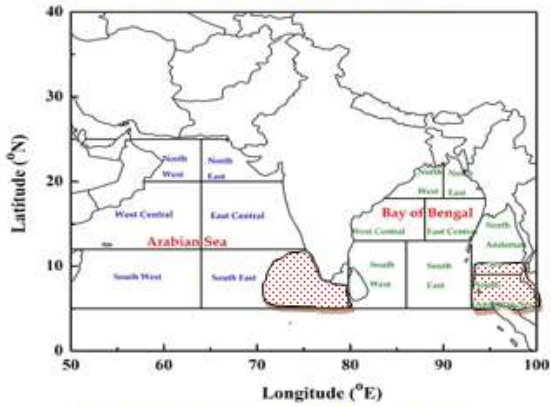 40
30
20
10
0
50
60
70
80
90
100
Latitude (°N)
Longitude (°E)
North
West
North
East
West Central
East Central
Arabian Sea
South West
South East
North
West
North
East
Bay of Bengal
West Central
East Central
South
West
South
East
North
Andaman
South